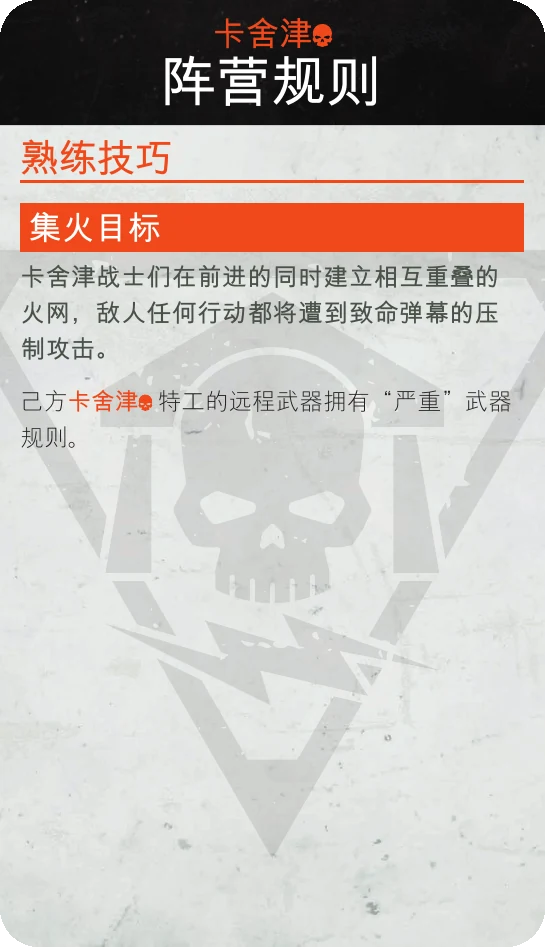 卡舍津
阵营规则
熟练技巧
集火目标
卡舍津战士们在前进的同时建立相互重叠的
火网，敌人任何行动都将遭到致命弹幕的压
制攻击。
己方卡舍津 特工的远程武器拥有“严重”武器
规则。